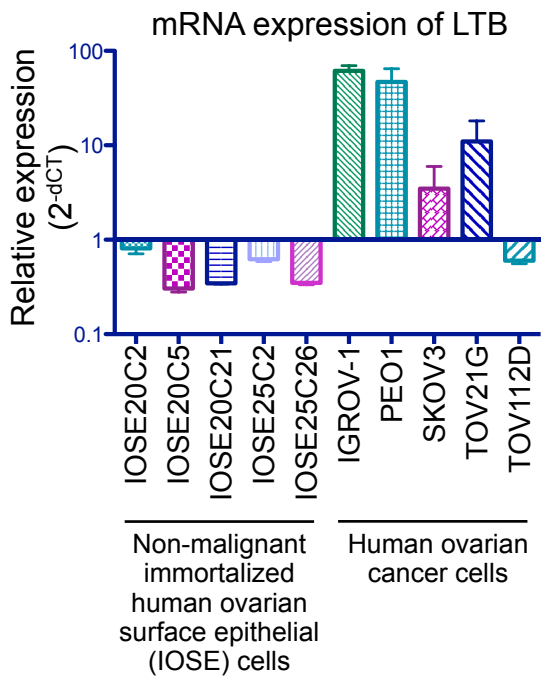 mRNA expression of LTB
Relative expression
(2-dCT)
100
10
1
0.1
IOSE20C2
IOSE20C5
IOSE20C21
IOSE25C2
IOSE25C26
IGROV-1
PEO1
SKOV3
TOV21G
TOV112D
Non-malignant
immortalized
human ovarian
surface epithelial
(IOSE) cells
Human ovarian
cancer cells